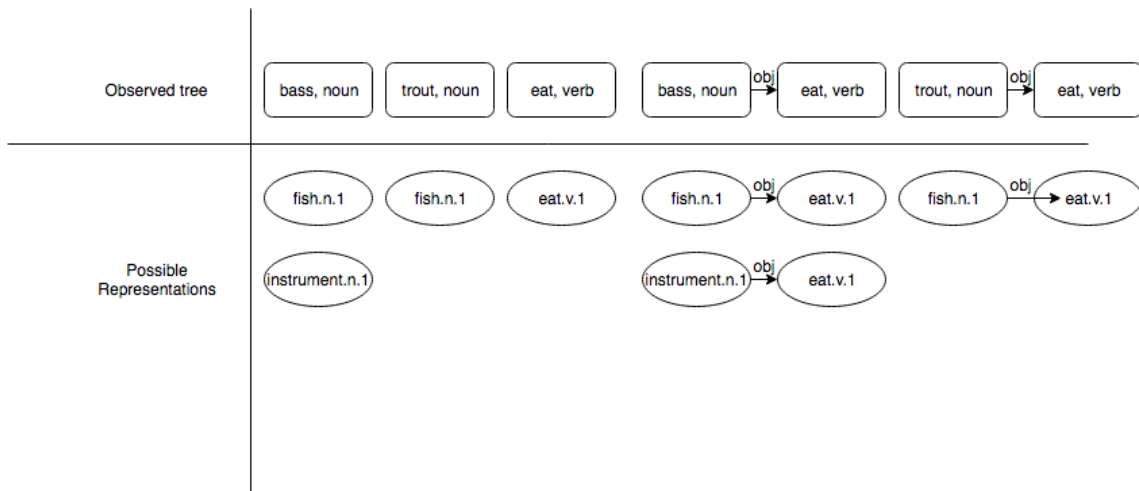 obj obj
Observed tree bass, noun trout, noun eat, verb bass, noun eat, verb trout, noun eat, verb
obj obj
fish.n.1 fish.n.1 eat.v.1 fish.n.1 eat.v.1 fish.n.1 eat.v.1
obj
Possible
Representations
instrument.n.1 instrument.n.1 eat.v.1